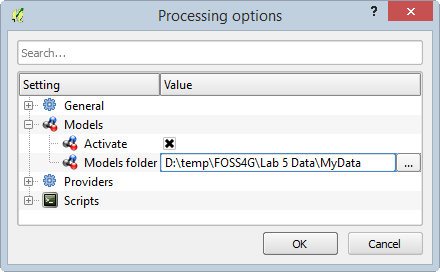 Processing options
?
Search...
Setting Value
General
Models
Activate
Models folder D:\temp\FOSS4G\Lab 5 Data\MyData ...
Providers
Scripts
OK Cancel